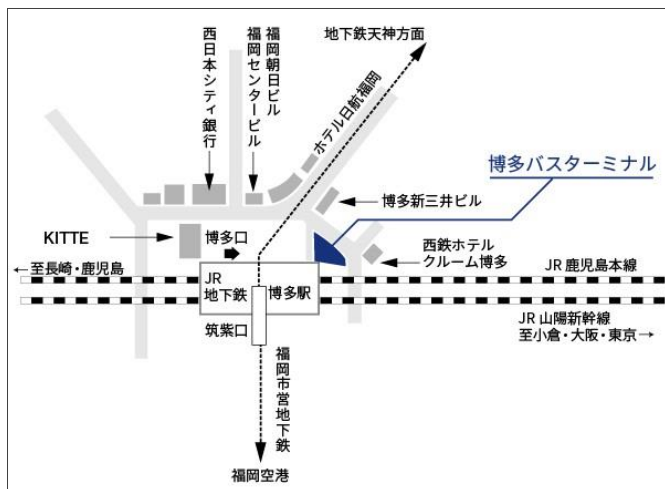 地下鉄天神方面
福岡朝日ビル
福岡センタービル
西日本シティ銀行
ホテル日航福岡
博多バスターミナル
博多新三井ビル
KITTE
博多口
西鉄ホテル
クルーム博多
←至長崎・鹿児島
JR
地下鉄
博多駅
JR 鹿児島本線
筑紫口
JR 山陽新幹線
至小倉・大阪・東京→
福岡市営地下鉄
福岡空港